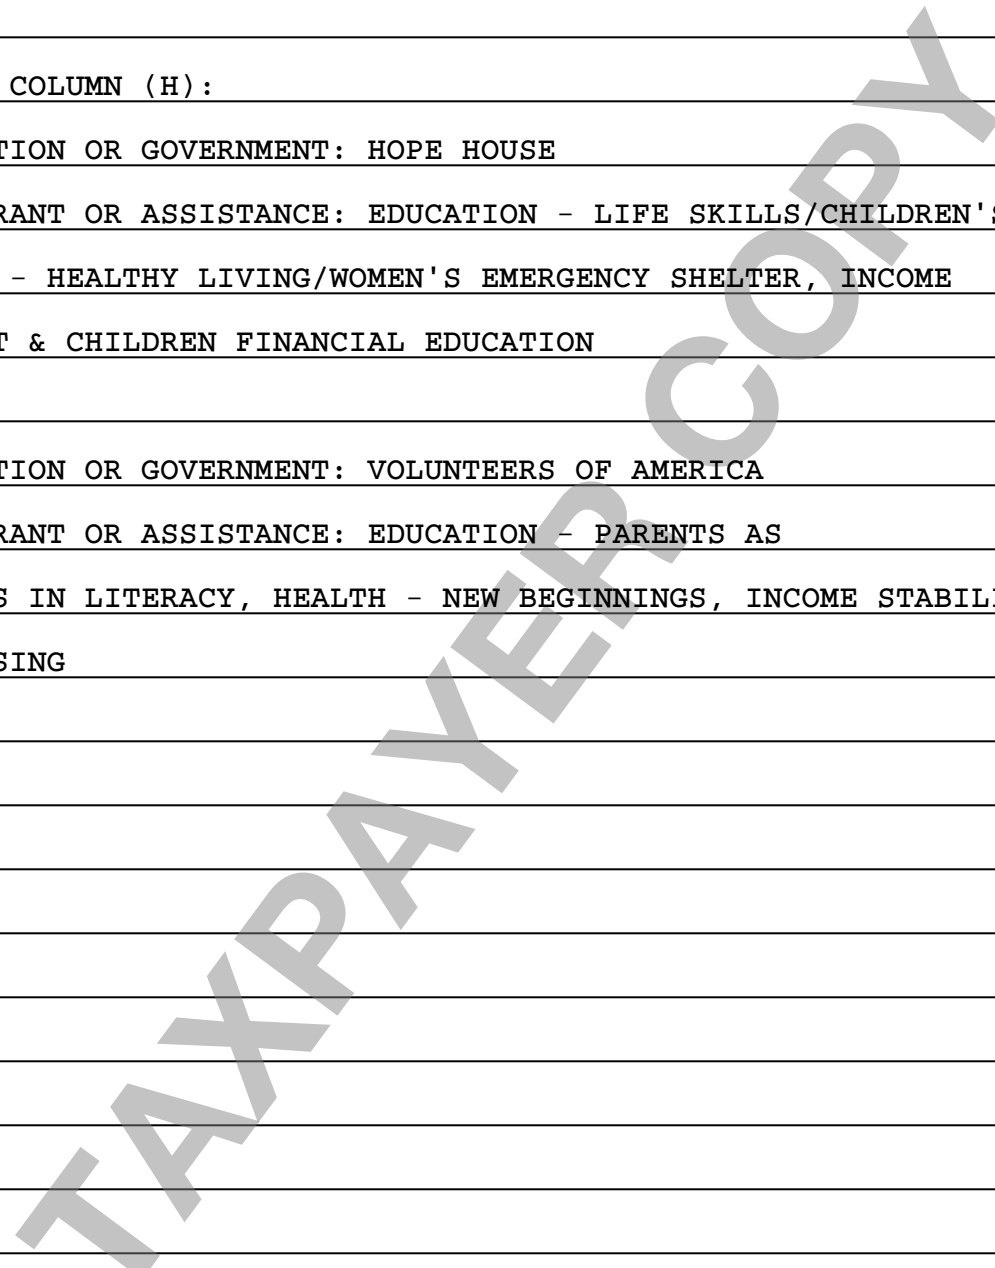 COLUMN (H):
TION OR GOVERNMENT: HOPE HOUSE
RANT OR ASSISTANCE: EDUCATION - LIFE SKILLS/CHILDREN'S
- HEALTHY LIVING/WOMEN'S EMERGENCY SHELTER, INCOME
T & CHILDREN FINANCIAL EDUCATION
TION OR GOVERNMENT: VOLUNTEERS OF AMERICA
RANT OR ASSISTANCE: EDUCATION - PARENTS AS
S IN LITERACY, HEALTH - NEW BEGINNINGS, INCOME STABILI
SING
TAXPAYER COPY